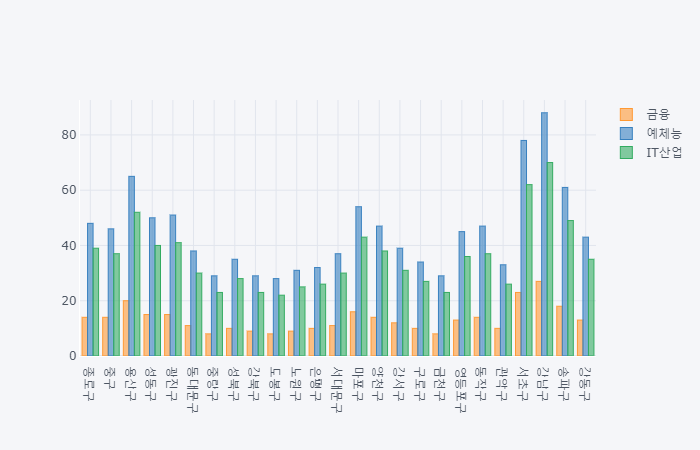 금융
예체능
IT산업
80
60
40
20
0
종로구
중구
용산구
성동구
광진구
동대문구
중랑구
성북구
강북구
도봉구
노원구
은평구
서대문구
마포구
양천구
강서구
구로구
금천구
영등포구
동작구
관악구
서초구
강남구
송파구
강동구